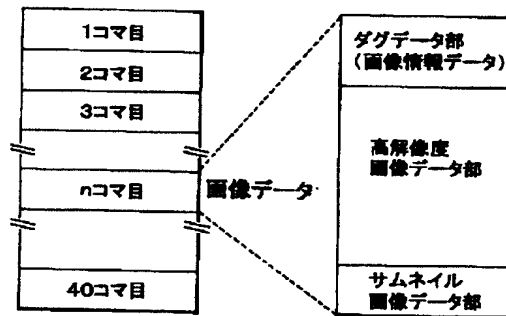 1コマ目
2コマ目
3コマ目
nコマ目
40コマ目
画像データ
ダグデータ部
(画像情報データ)
高解像度
画像データ部
サムネイル
画像データ部